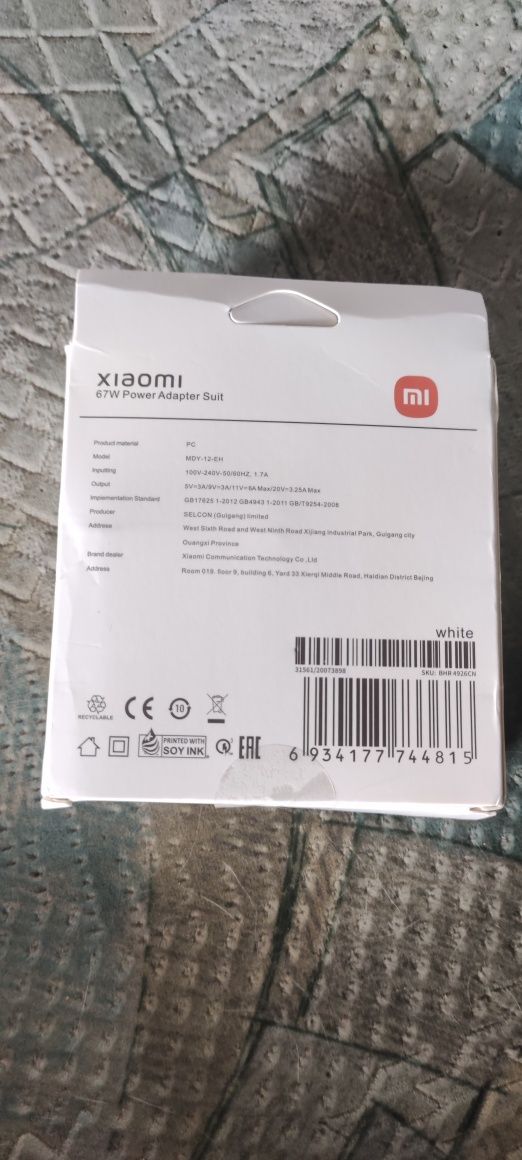 xiaomi
67W Power Adapter Suit
mi
Product material PC
Model MDY-12-EH
Inputting 100V-240V-50/60HZ, 1.7A
Output 5V=3A/9V=3A/11V=6A Max/20V=3.25A Max
Implementation Standard GB17625 1-2012 GB4943 1-2011 GB/T9254-2008
Producer SELCON (Guigang) limited
Addrese West Sixth Road and West Ninth Road Xijiang Industrial Park, Guigang city
Ouangxi Province
Brand dealer Xiaomi Communication Technology Co .,Ltd
Address Room 019. floor 9, building 6, Yard 33 Xierqi Middle Road, Haidian District Bejing
white
31561/20073898 SKU: BHR4926CN
RECYCLABLE
CE
10
PRINTED WITH
SOY INK
EAC
6 934177 744815